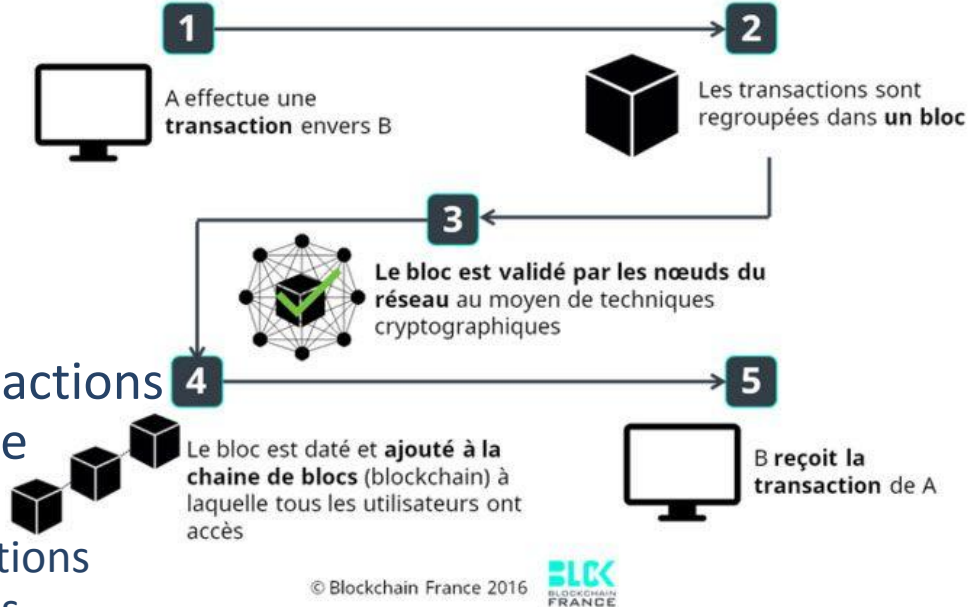 1
2
A effectue une
transaction envers B
Les transactions sont
regroupées dans un bloc
3
Le bloc est validé par les nœuds du
réseau au moyen de techniques
cryptographiques
actions
e
tions
s
4
Le bloc est daté et ajouté à la
chaine de blocs (blockchain) à
laquelle tous les utilisateurs ont
accès
5
B reçoit la
transaction de A
© Blockchain France 2016
BLCK
BLOCKCHAIN
FRANCE